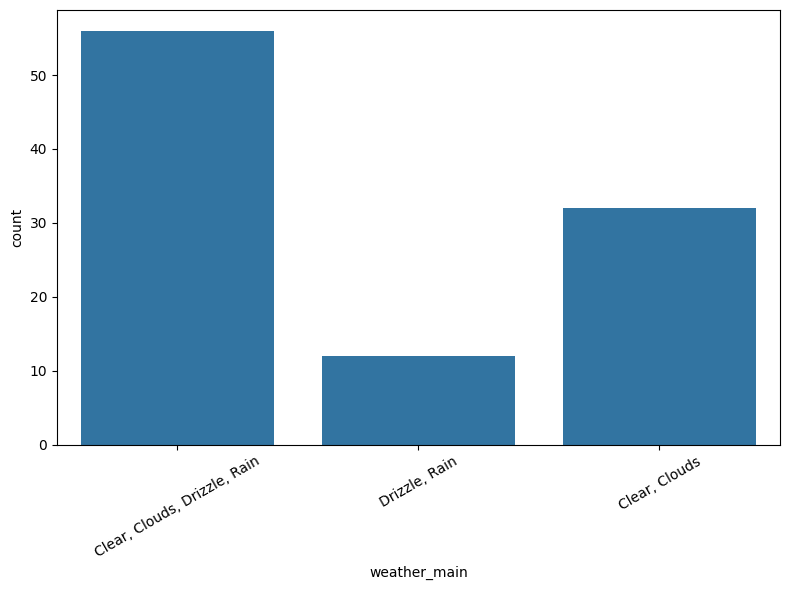 50
40
30
20
10
0
count
Clear, Clouds, Drizzle, Rain
Drizzle, Rain
Clear, Clouds
weather_main